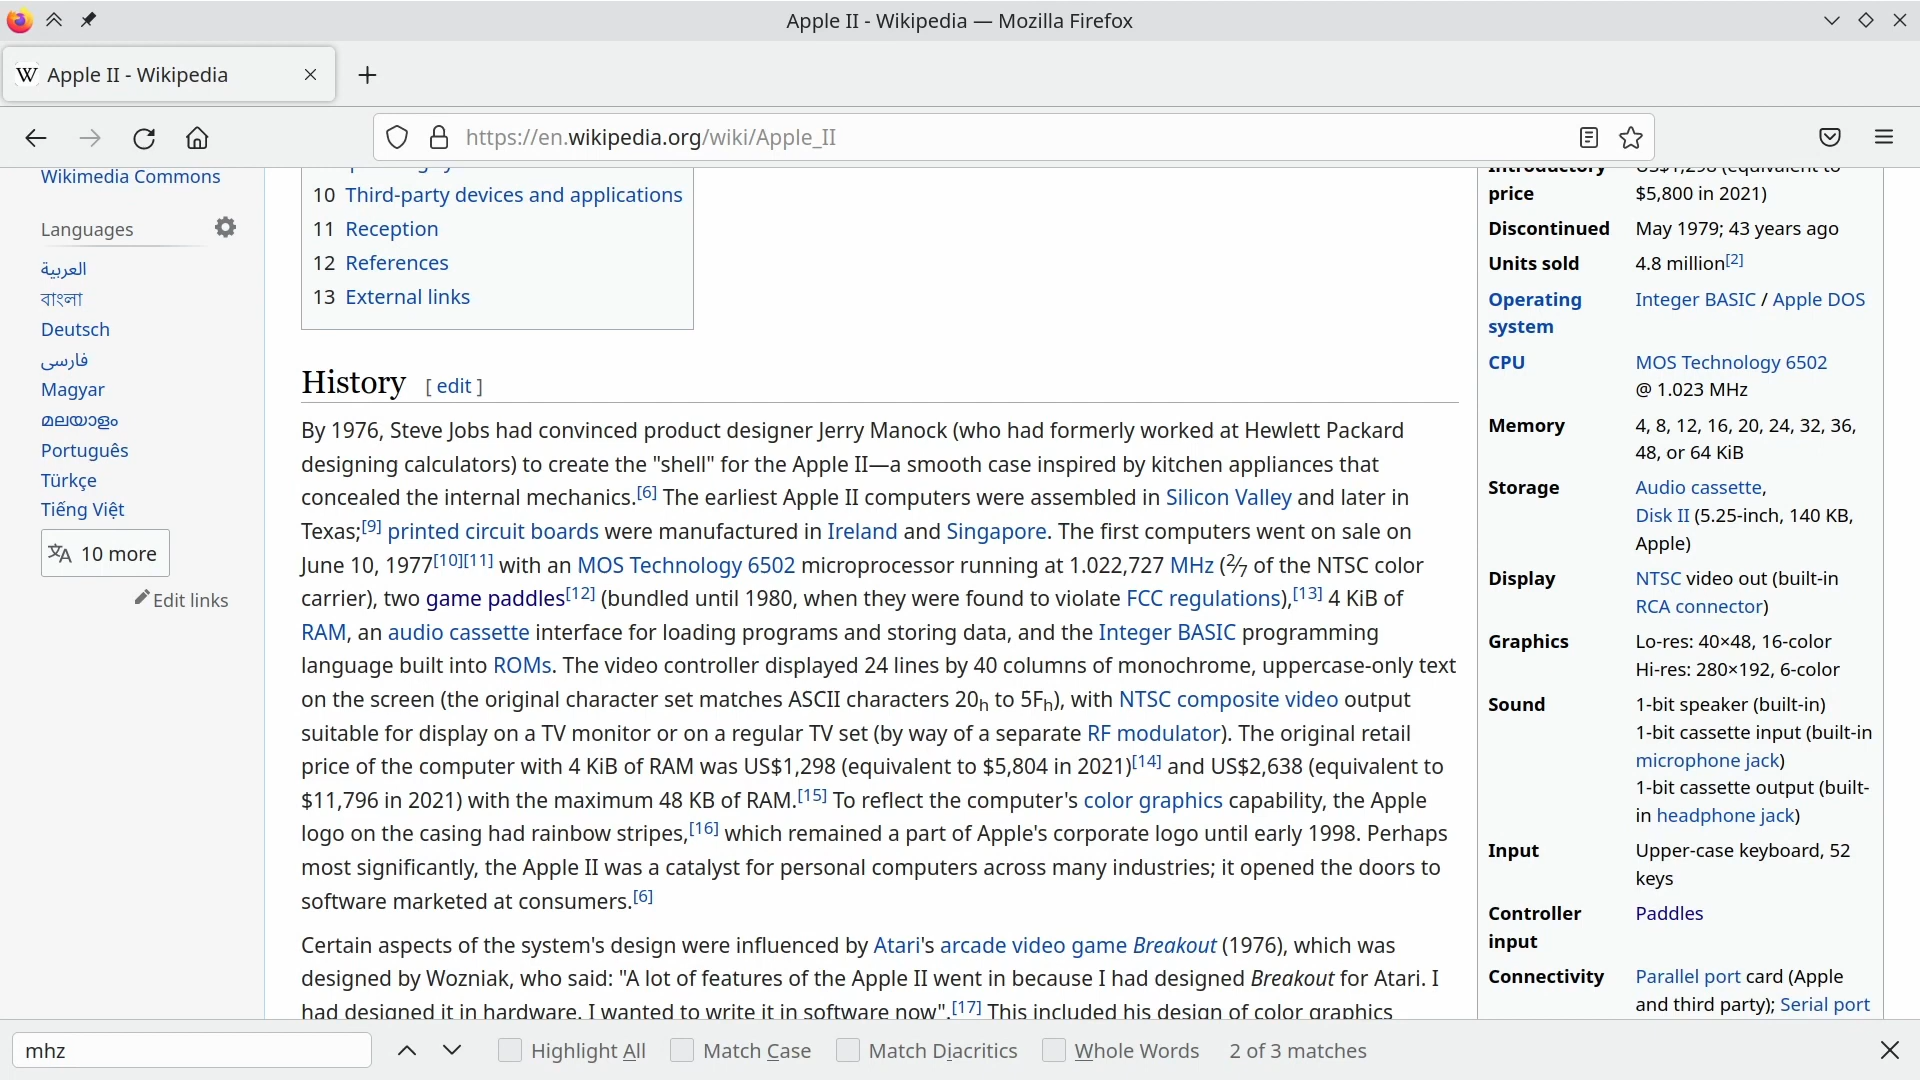 Apple II - Wikipedia — Mozilla Firefox
W Apple II - Wikipedia
https://en.wikipedia.org/wiki/Apple_II
Wikimedia Commons
Languages
العربية
বাংলা
Deutsch
فارسی
Magyar
മലയാളം
Português
Türkçe
Tiếng Việt
文A 10 more
Edit links
10 Third-party devices and applications
11 Reception
12 References
13 External links
History [ edit ]
By 1976, Steve Jobs had convinced product designer Jerry Manock (who had formerly worked at Hewlett Packard
designing calculators) to create the "shell" for the Apple II—a smooth case inspired by kitchen appliances that
concealed the internal mechanics.[6] The earliest Apple II computers were assembled in Silicon Valley and later in
Texas;[9] printed circuit boards were manufactured in Ireland and Singapore. The first computers went on sale on
June 10, 1977[10][11] with an MOS Technology 6502 microprocessor running at 1.022,727 MHz (2⁄7 of the NTSC color
carrier), two game paddles[12] (bundled until 1980, when they were found to violate FCC regulations),[13] 4 KiB of
RAM, an audio cassette interface for loading programs and storing data, and the Integer BASIC programming
language built into ROMs. The video controller displayed 24 lines by 40 columns of monochrome, uppercase-only text
on the screen (the original character set matches ASCII characters 20h to 5Fh), with NTSC composite video output
suitable for display on a TV monitor or on a regular TV set (by way of a separate RF modulator). The original retail
price of the computer with 4 KiB of RAM was US$1,298 (equivalent to $5,804 in 2021)[14] and US$2,638 (equivalent to
$11,796 in 2021) with the maximum 48 KB of RAM.[15] To reflect the computer's color graphics capability, the Apple
logo on the casing had rainbow stripes,[16] which remained a part of Apple's corporate logo until early 1998. Perhaps
most significantly, the Apple II was a catalyst for personal computers across many industries; it opened the doors to
software marketed at consumers.[6]
Certain aspects of the system's design were influenced by Atari's arcade video game Breakout (1976), which was
designed by Wozniak, who said: "A lot of features of the Apple II went in because I had designed Breakout for Atari. I
had designed it in hardware. I wanted to write it in software now".[17] This included his design of color graphics
Introductory US$1,298 (equivalent to
price $5,800 in 2021)
Discontinued May 1979; 43 years ago
Units sold 4.8 million[2]
Operating Integer BASIC / Apple DOS
system
CPU MOS Technology 6502
@ 1.023 MHz
Memory 4, 8, 12, 16, 20, 24, 32, 36,
48, or 64 KiB
Storage Audio cassette,
Disk II (5.25-inch, 140 KB,
Apple)
Display NTSC video out (built-in
RCA connector)
Graphics Lo-res: 40×48, 16-color
Hi-res: 280×192, 6-color
Sound 1-bit speaker (built-in)
1-bit cassette input (built-in
microphone jack)
1-bit cassette output (built-
in headphone jack)
Input Upper-case keyboard, 52
keys
Controller Paddles
input
Connectivity Parallel port card (Apple
and third party); Serial port
mhz Highlight All Match Case Match Diacritics Whole Words 2 of 3 matches